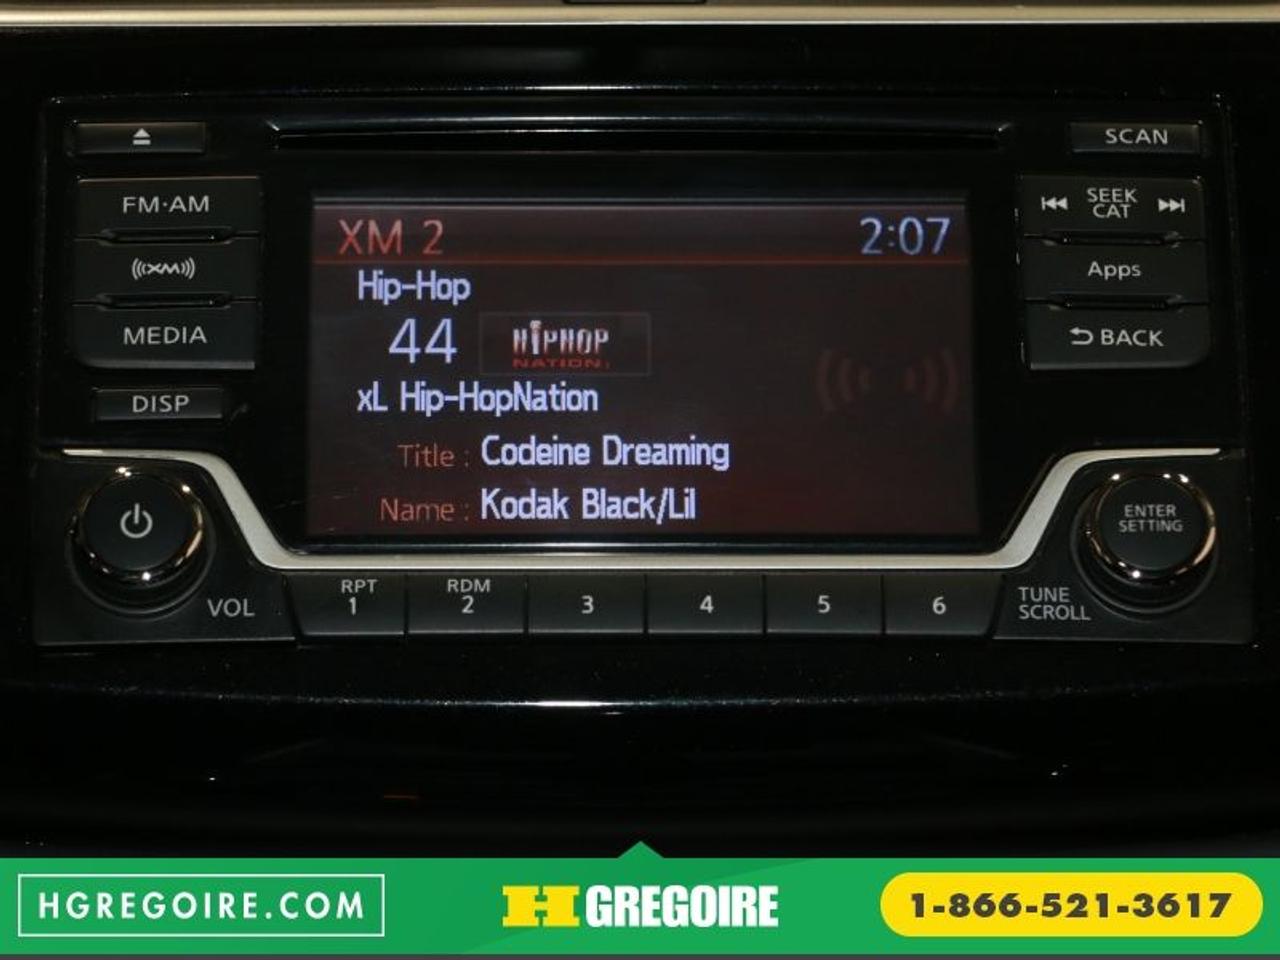 SCAN
FM·AM
SEEK
CAT
XM
Apps
MEDIA
BACK
DISP
XM 2 2:07
Hip-Hop
44 HIPHOP
NATION
xL Hip-HopNation
Title : Codeine Dreaming
Name : Kodak Black/Lil
ENTER
SETTING
VOL
RPT
1
RDM
2
3
4
5
6
TUNE
SCROLL
HGREGOIRE.COM
H GREGOIRE
1-866-521-3617